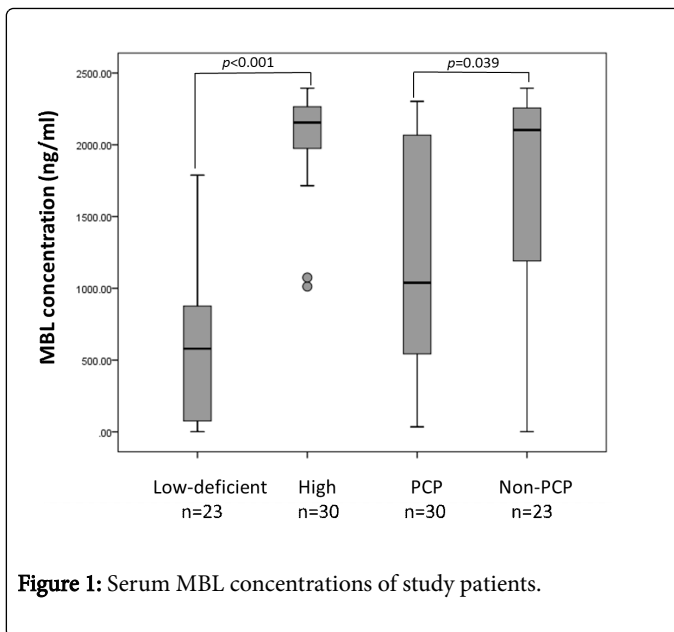 p<0.001
p=0.039
2500.00
2000.00
1500.00
1000.00
500.00
.00
MBL concentration (ng/ml)
Low-deficient High PCP Non-PCP
n=23 n=30 n=30 n=23
Figure 1: Serum MBL concentrations of study patients.